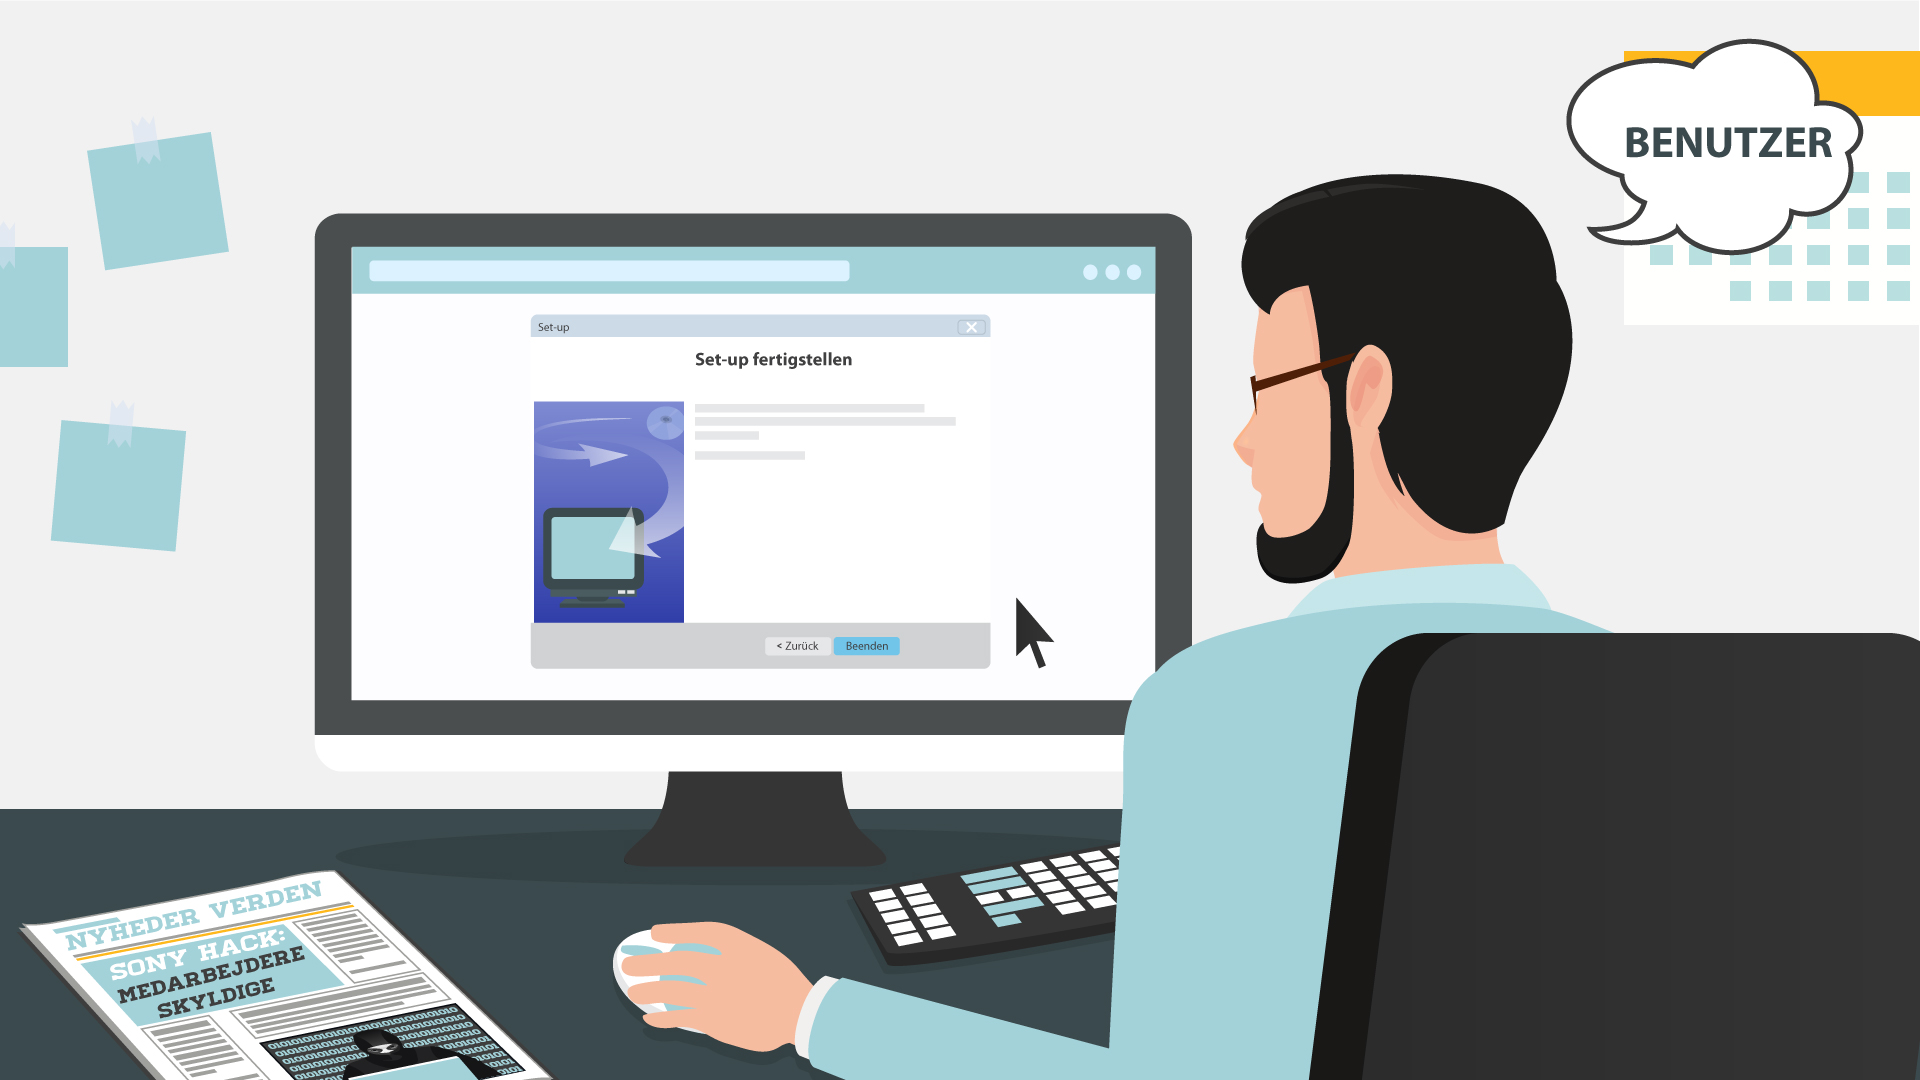 BENUTZER
Set-up
Set-up fertigstellen
< Zurück
Beenden
NYHEDER VERDEN
SONY HACK:
MEDARBEJDERE
SKYLDIGE